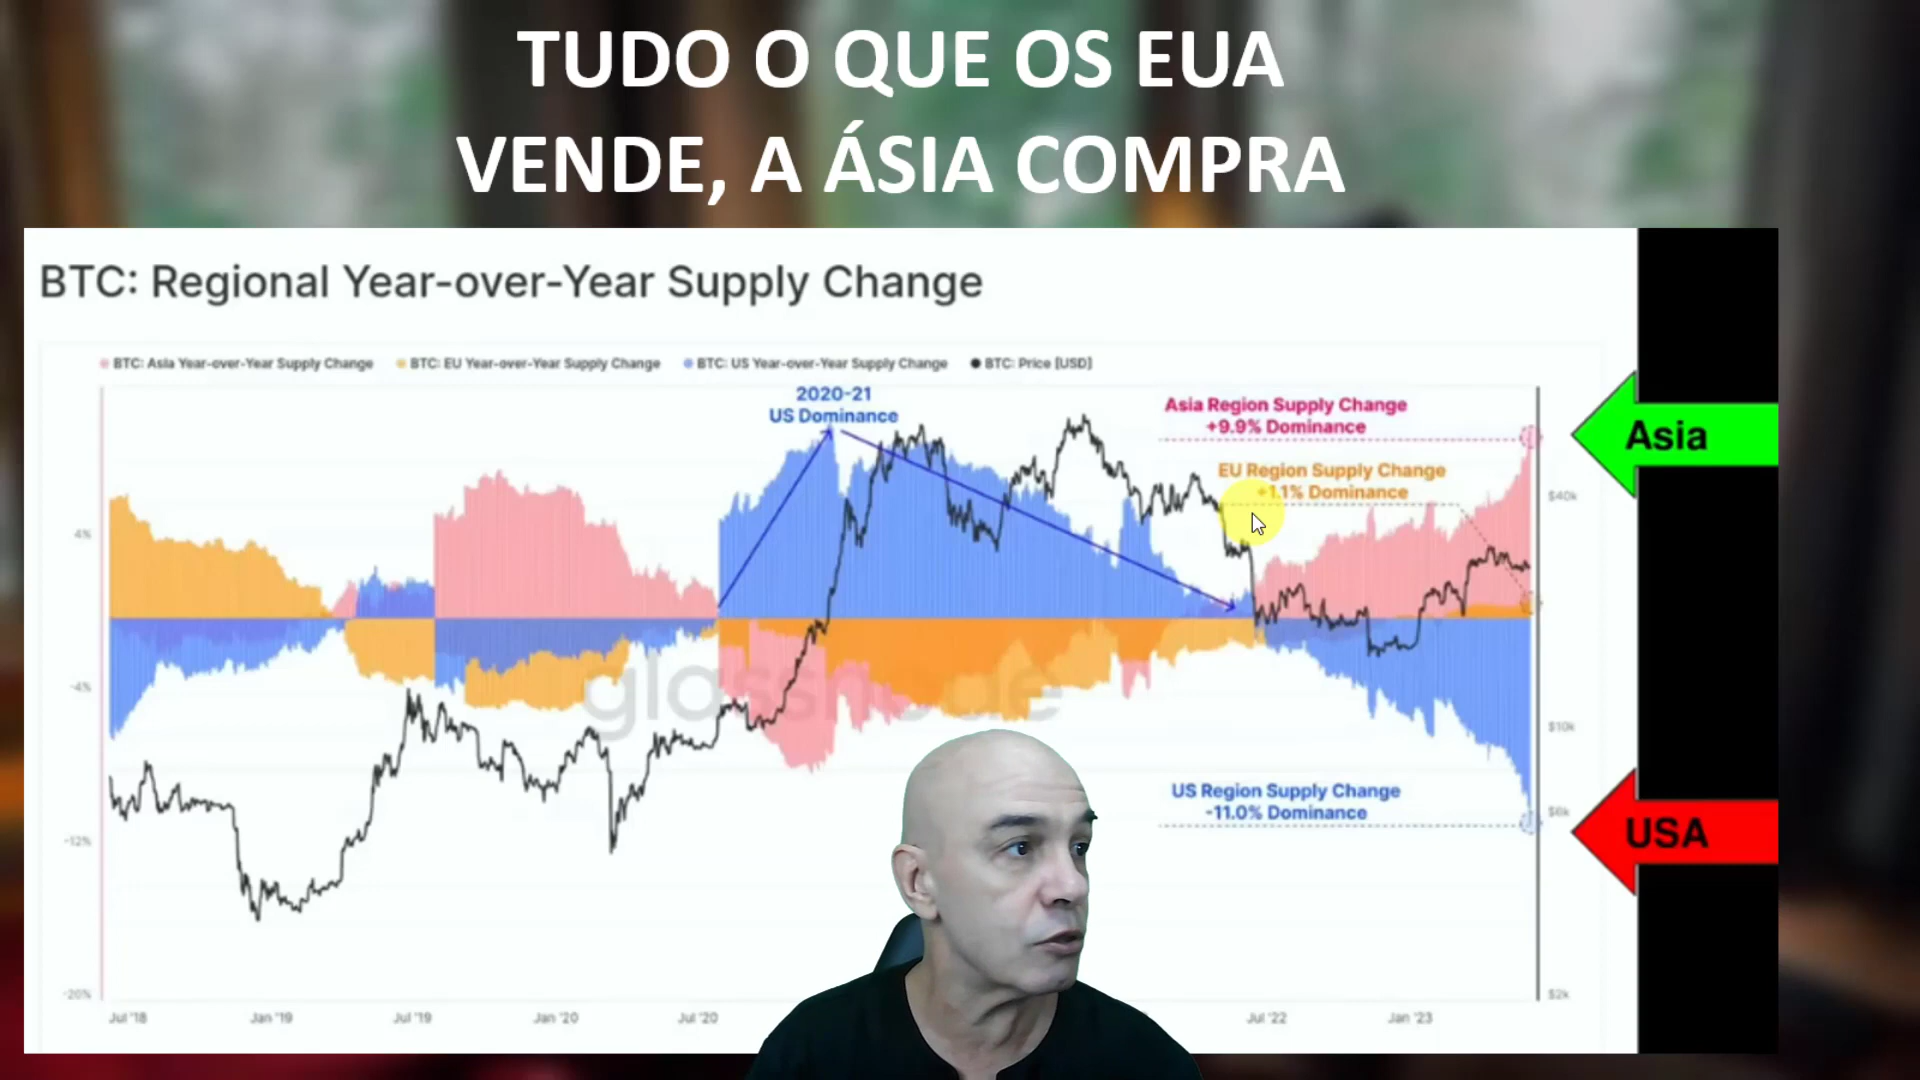 TUDO O QUE OS EUA
VENDE, A ÁSIA COMPRA
BTC: Regional Year-over-Year Supply Change
BTC: Asia Year-over-Year Supply Change
BTC: EU Year-over-Year Supply Change
BTC: US Year-over-Year Supply Change
BTC: Price [USD]
2020-21
US Dominance
Asia Region Supply Change
+9.9% Dominance
EU Region Supply Change
+1.1% Dominance
Asia
$40k
4%
-4%
glassnode
$10k
US Region Supply Change
-11.0% Dominance
$6k
USA
-12%
-20%
$2k
Jul '18
Jan '19
Jul '19
Jan '20
Jul '20
Jul '22
Jan '23